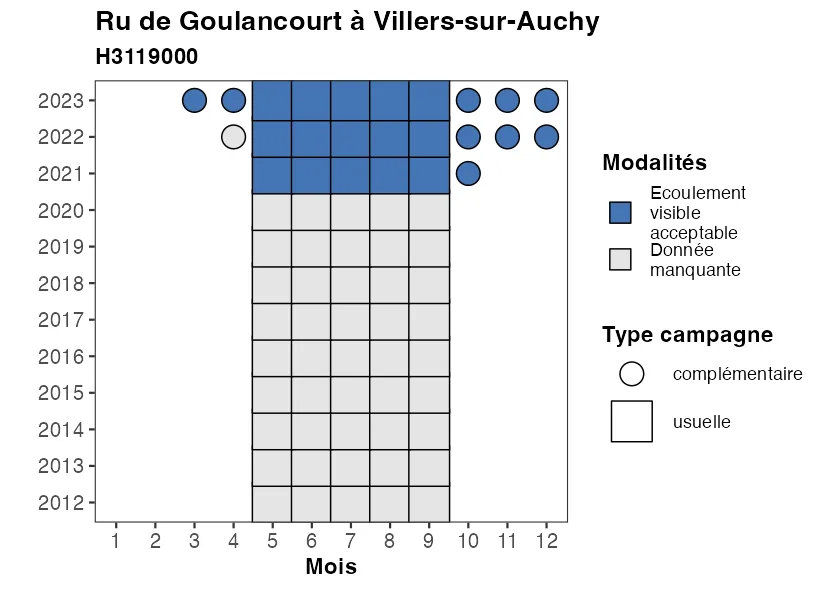 Ru de Goulancourt à Villers-sur-Auchy
H3119000
2023
2022
2021
2020
2019
2018
2017
2016
2015
2014
2013
2012
1 2 3 4 5 6 7 8 9 10 11 12
Mois
Modalités
Ecoulement
visible
acceptable
Donnée
manquante
Type campagne
complémentaire
usuelle